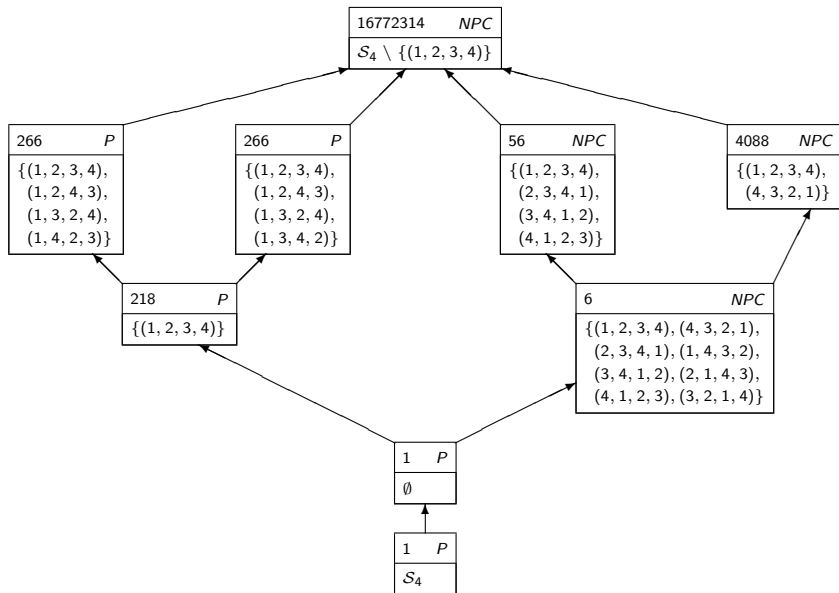 16772314 NPC
𝒮₄ \ {(1, 2, 3, 4)}
266 P
{(1, 2, 3, 4),
(1, 2, 4, 3),
(1, 3, 2, 4),
(1, 4, 2, 3)}
266 P
{(1, 2, 3, 4),
(1, 2, 4, 3),
(1, 3, 2, 4),
(1, 3, 4, 2)}
56 NPC
{(1, 2, 3, 4),
(2, 3, 4, 1),
(3, 4, 1, 2),
(4, 1, 2, 3)}
4088 NPC
{(1, 2, 3, 4),
(4, 3, 2, 1)}
218 P
{(1, 2, 3, 4)}
6 NPC
{(1, 2, 3, 4), (4, 3, 2, 1),
(2, 3, 4, 1), (1, 4, 3, 2),
(3, 4, 1, 2), (2, 1, 4, 3),
(4, 1, 2, 3), (3, 2, 1, 4)}
1 P
∅
1 P
𝒮₄